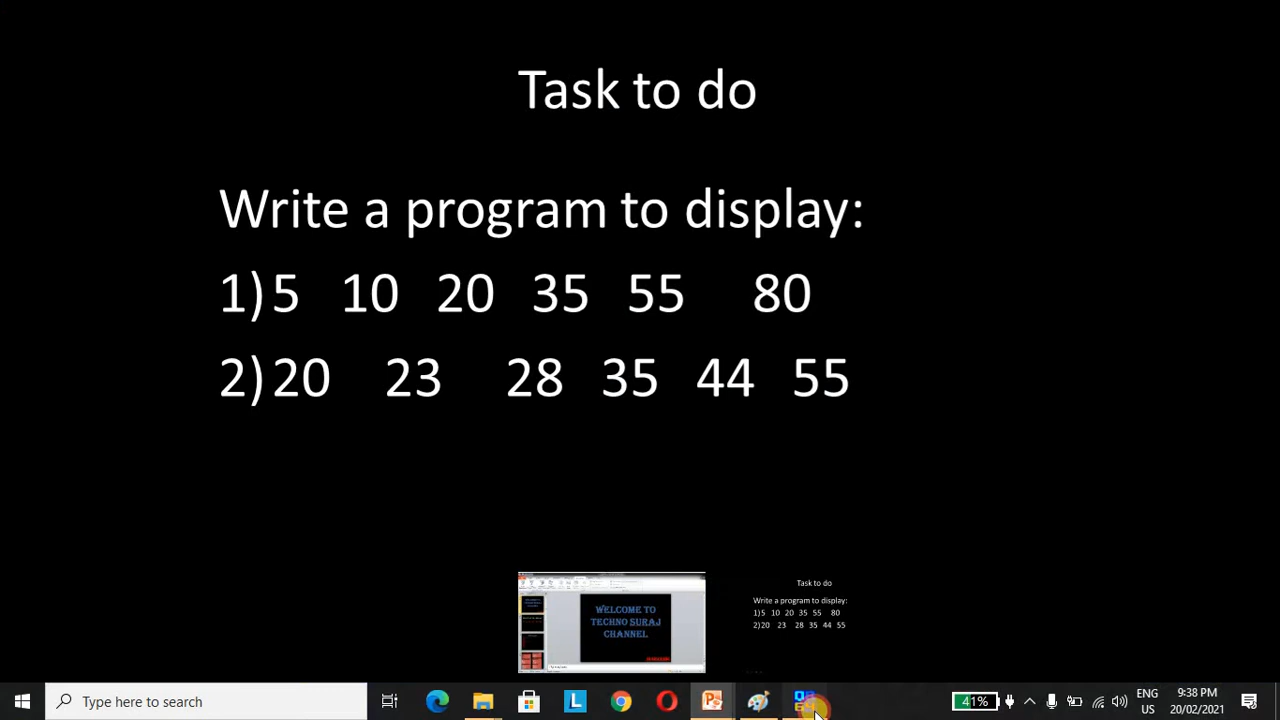 Task to do
Write a program to display:
1) 5 10 20 35 55 80
2) 20 23 28 35 44 55
WELCOME TO
TECHNO SURAJ
CHANNEL
Task to do
Write a program to display:
1) 5 10 20 35 55 80
2) 20 23 28 35 44 55
Type here to search
41%
ENG
US
9:38 PM
20/02/2021